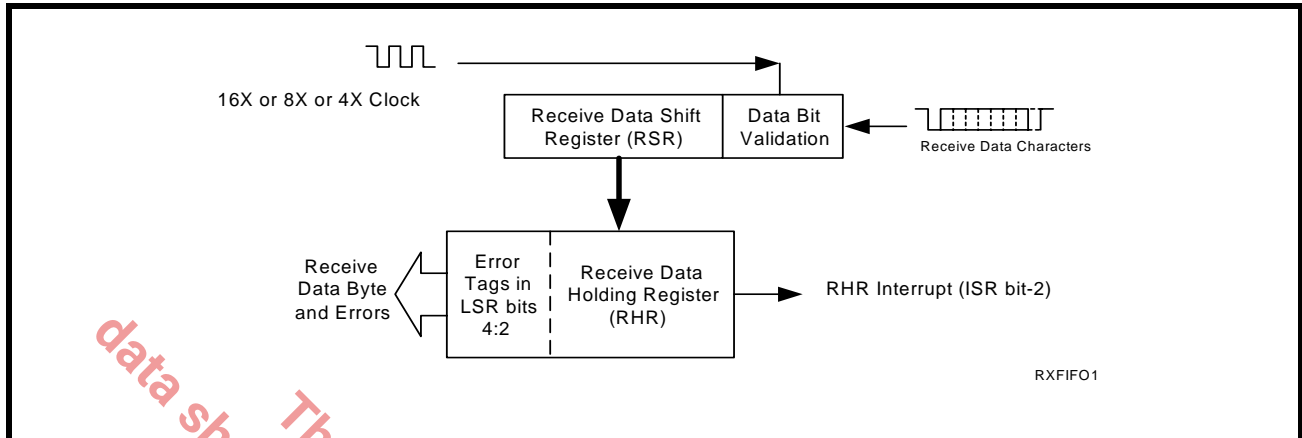 16X or 8X or 4X Clock
Receive Data Shift
Register (RSR)
Data Bit
Validation
Receive Data Characters
Receive
Data Byte
and Errors
Error
Tags in
LSR bits
4:2
Receive Data
Holding Register
(RHR)
RHR Interrupt (ISR bit-2)
RXFIFO1
data sh
Th